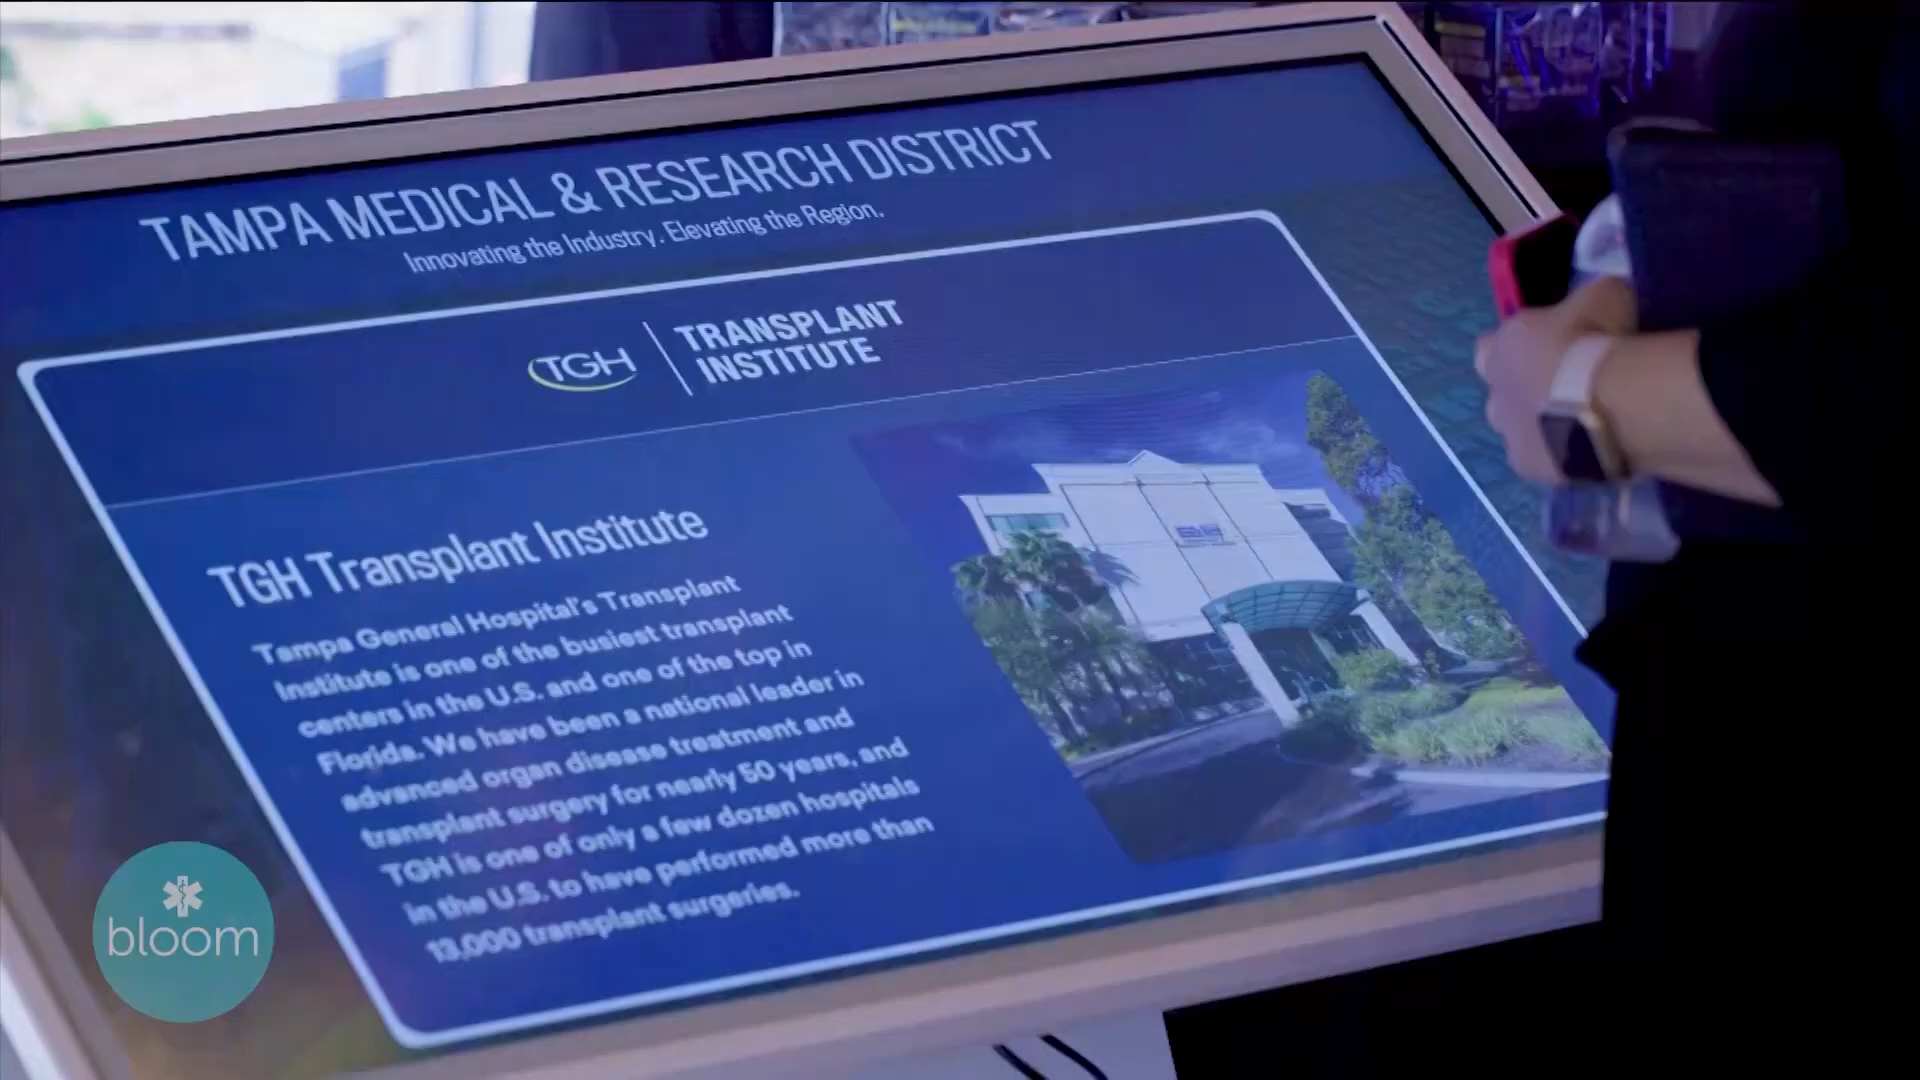 TAMPA MEDICAL & RESEARCH DISTRICT
Innovating the Industry. Elevating the Region.
TGH
TRANSPLANT
INSTITUTE
TGH Transplant Institute
Tampa General Hospital's Transplant
Institute is one of the busiest transplant
centers in the U.S. and one of the top in
Florida. We have been a national leader in
advanced organ disease treatment and
transplant surgery for nearly 50 years, and
TGH is one of only a few dozen hospitals
in the U.S. to have performed more than
13,000 transplant surgeries.
bloom